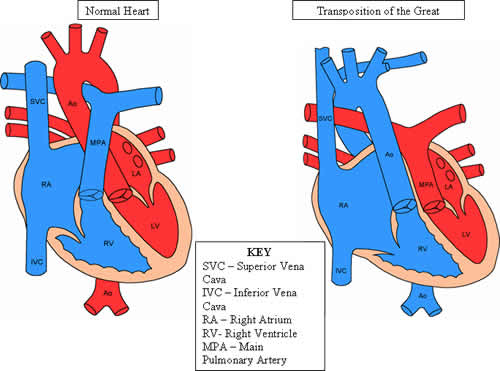 Normal Heart
Transposition of the Great
SVC
Ao
MPA
LA
RA
LV
RV
IVC
Ao
SVC
Ao
MPA
LA
RA
LV
RV
IVC
Ao
KEY
SVC – Superior Vena
Cava
IVC – Inferior Vena
Cava
RA – Right Atrium
RV- Right Ventricle
MPA – Main
Pulmonary Artery